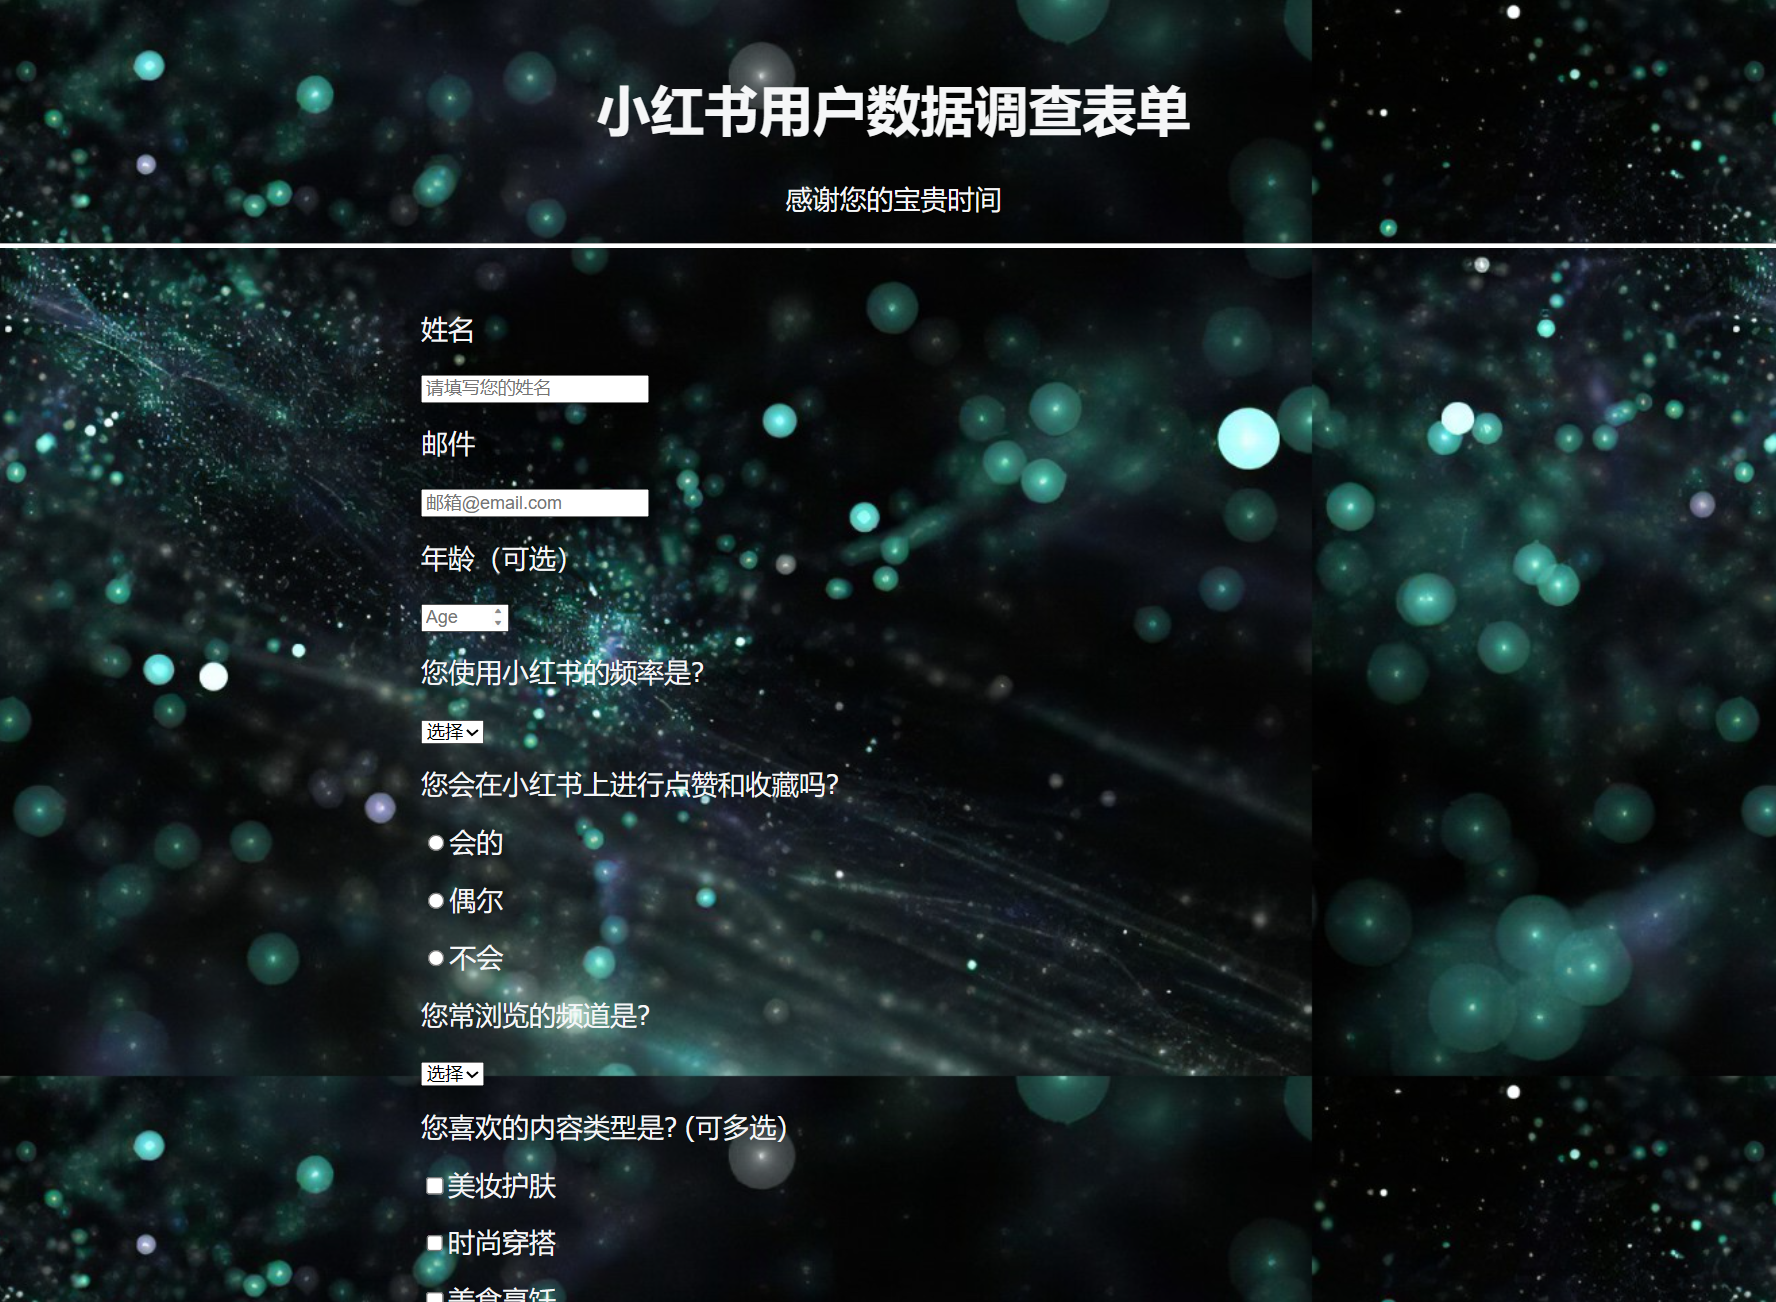 小红书用户数据调查表单
感谢您的宝贵时间
姓名
请填写您的姓名
邮件
邮箱@email.com
年龄（可选）
Age
您使用小红书的频率是?
选择
您会在小红书上进行点赞和收藏吗?
会的
偶尔
不会
您常浏览的频道是?
选择
您喜欢的内容类型是? (可多选)
美妆护肤
时尚穿搭
美食烹饪